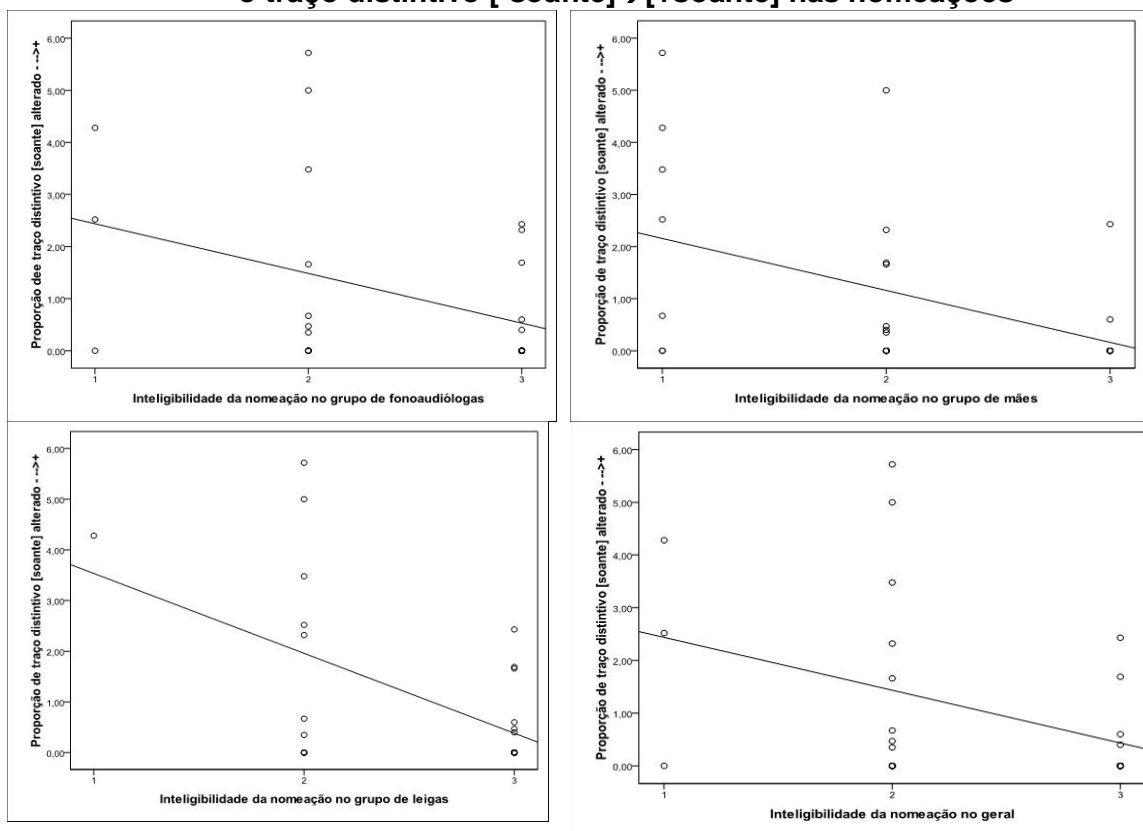 o traço distintivo [-soante]→[+soante] nas nomeações
Proporção dee traço distintivo [soante] alterado - -->+
6,00
5,00
4,00
3,00
2,00
1,00
0,00
1 2 3
Inteligibilidade da nomeação no grupo de fonoaudiólogas
Proporção de traço distintivo [soante] alterado - -->+
6,00
5,00
4,00
3,00
2,00
1,00
0,00
1 2 3
Inteligibilidade da nomeação no grupo de mães
Proporção de traço distintivo [soante] alterado - -->+
6,00
5,00
4,00
3,00
2,00
1,00
0,00
1 2 3
Inteligibilidade da nomeação no grupo de leigas
Proporção de traço distintivo [soante] alterado - -->+
6,00
5,00
4,00
3,00
2,00
1,00
0,00
1 2 3
Inteligibilidade da nomeação no geral